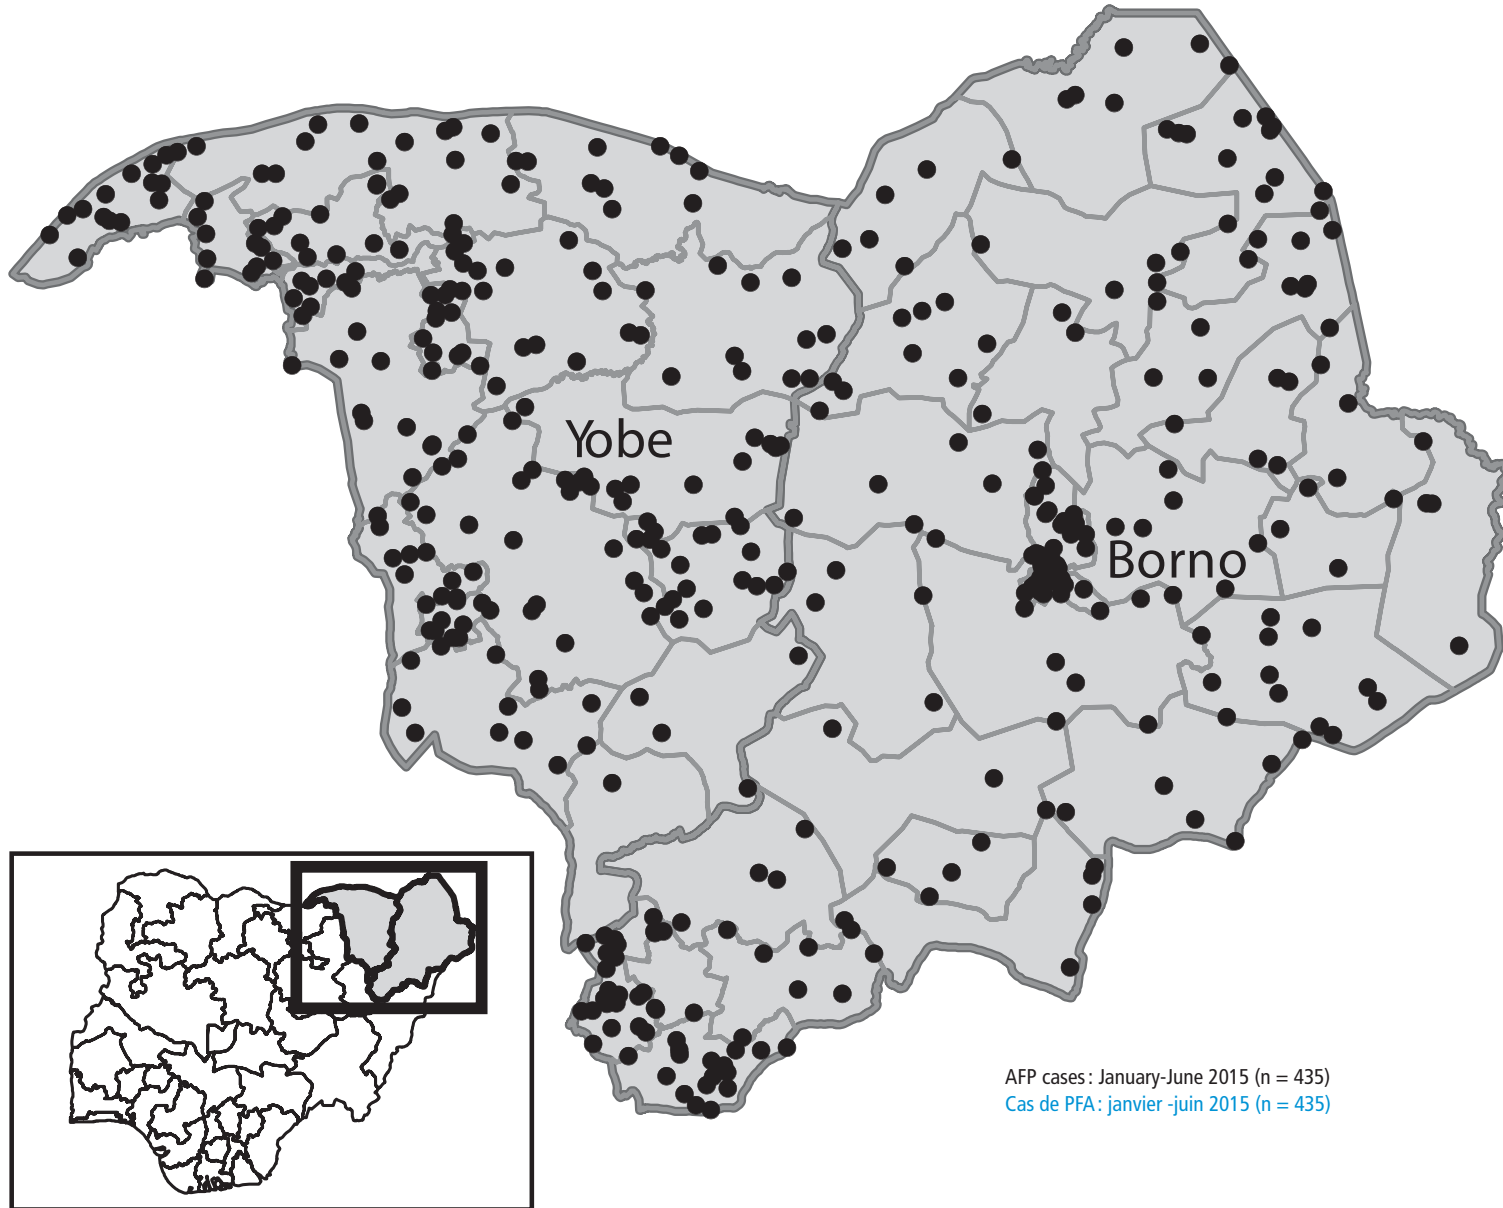 Yobe
Borno
AFP cases: January-June 2015 (n = 435)
Cas de PFA: janvier -juin 2015 (n = 435)